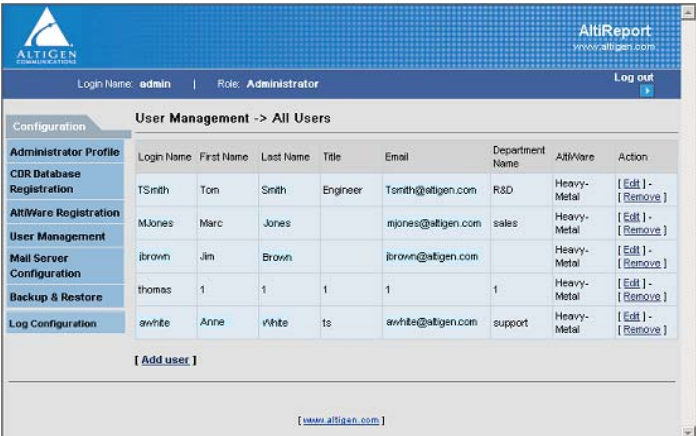 AltiReport
www.altigen.com
ALTIGEN
COMMUNICATIONS
Login Name: admin | Role: Administrator
Log out
Configuration
Administrator Profile
CDR Database
Registration
AltiWare Registration
User Management
Mail Server
Configuration
Backup & Restore
Log Configuration
User Management -> All Users
Login Name First Name Last Name Title Email Department Name AltiWare Action
TSmith Tom Smith Engineer Tsmith@altigen.com R&D Heavy-Metal [ Edit ] - [ Remove ]
MJones Marc Jones mjones@altigen.com sales Heavy-Metal [ Edit ] - [ Remove ]
jbrown Jim Brown jbrown@altigen.com Heavy-Metal [ Edit ] - [ Remove ]
thomas 1 1 1 1 1 Heavy-Metal [ Edit ] - [ Remove ]
awhite Anne White ts awhite@altigen.com support Heavy-Metal [ Edit ] - [ Remove ]
[ Add user ]
[ www.altigen.com ]